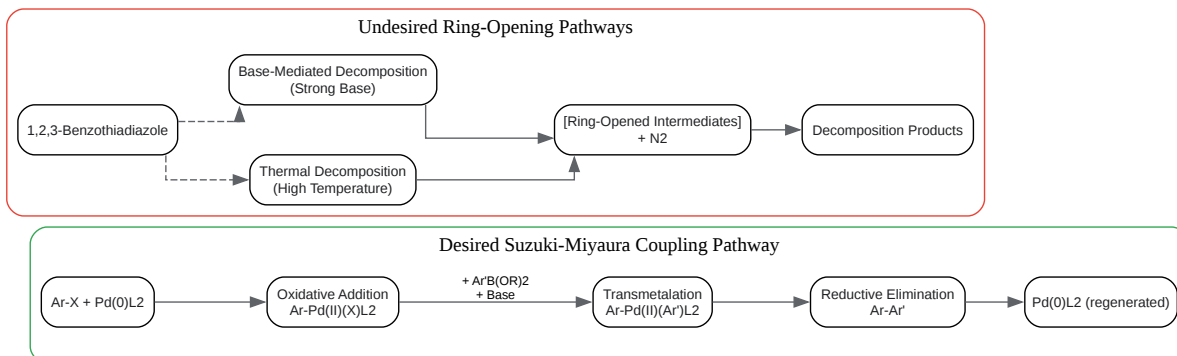 Undesired Ring-Opening Pathways
Base-Mediated Decomposition
(Strong Base)
1,2,3-Benzothiadiazole
[Ring-Opened Intermediates]
+ N2
Decomposition Products
Thermal Decomposition
(High Temperature)
Desired Suzuki-Miyaura Coupling Pathway
Ar-X + Pd(0)L2
Oxidative Addition
Ar-Pd(II)(X)L2
+ Ar'B(OR)2
+ Base
Transmetalation
Ar-Pd(II)(Ar')L2
Reductive Elimination
Ar-Ar'
Pd(0)L2 (regenerated)